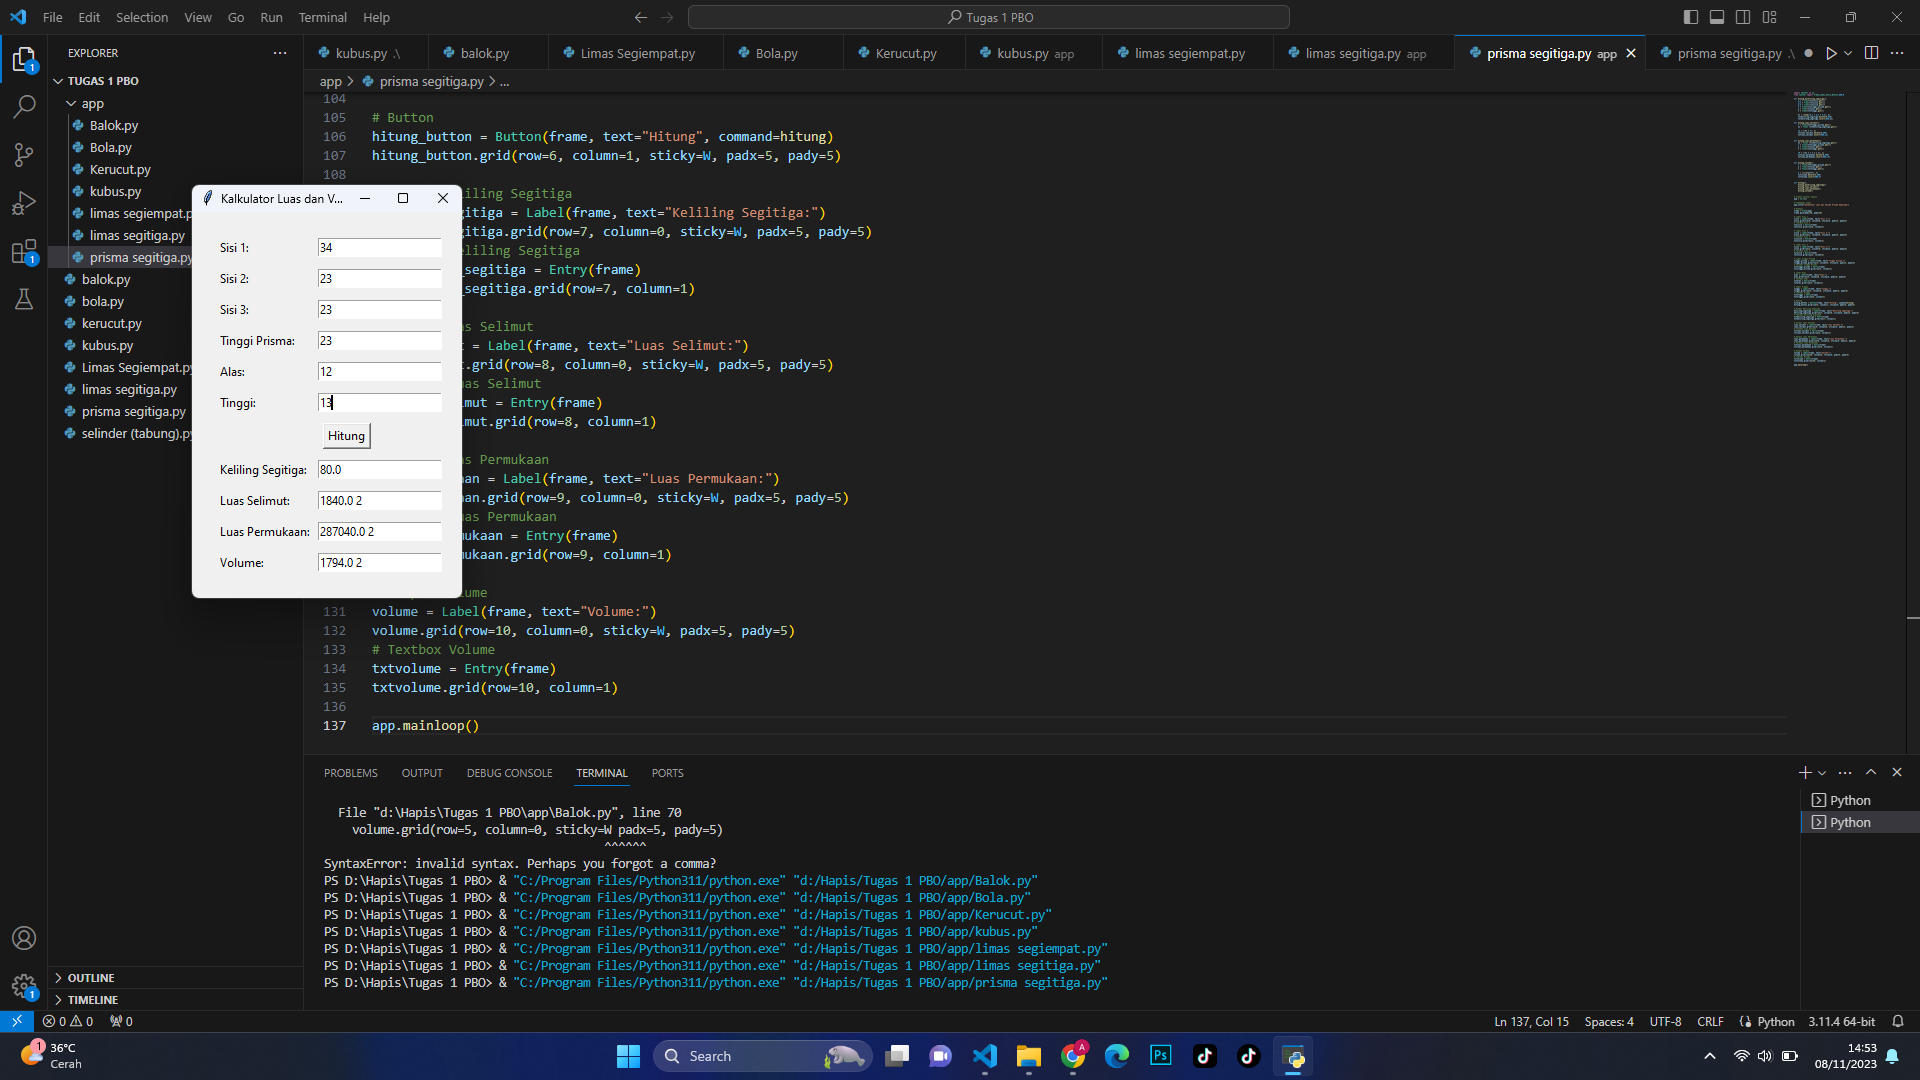 File Edit Selection View Go Run Terminal Help
Tugas 1 PBO
EXPLORER
kubus.py .\
balok.py
Limas Segiempat.py
Bola.py
Kerucut.py
kubus.py app
limas segiempat.py
limas segitiga.py app
prisma segitiga.py app
prisma segitiga.py .\
TUGAS 1 PBO
app > prisma segitiga.py > ...
app
Balok.py
Bola.py
Kerucut.py
kubus.py
limas segiempat.p
limas segitiga.py
prisma segitiga.py
balok.py
bola.py
kerucut.py
kubus.py
Limas Segiempat.py
limas segitiga.py
prisma segitiga.py
selinder (tabung).py
OUTLINE
TIMELINE
104
105 # Button
106 hitung_button = Button(frame, text="Hitung", command=hitung)
107 hitung_button.grid(row=6, column=1, sticky=W, padx=5, pady=5)
108
liling Segitiga
gitiga = Label(frame, text="Keliling Segitiga:")
gitiga.grid(row=7, column=0, sticky=W, padx=5, pady=5)
eliling Segitiga
_segitiga = Entry(frame)
_segitiga.grid(row=7, column=1)
s Selimut
t = Label(frame, text="Luas Selimut:")
t.grid(row=8, column=0, sticky=W, padx=5, pady=5)
uas Selimut
mut = Entry(frame)
imut.grid(row=8, column=1)
s Permukaan
an = Label(frame, text="Luas Permukaan:")
an.grid(row=9, column=0, sticky=W, padx=5, pady=5)
uas Permukaan
mukaan = Entry(frame)
mukaan.grid(row=9, column=1)
ume
131 volume = Label(frame, text="Volume:")
132 volume.grid(row=10, column=0, sticky=W, padx=5, pady=5)
133 # Textbox Volume
134 txtvolume = Entry(frame)
135 txtvolume.grid(row=10, column=1)
136
137 app.mainloop()
Kalkulator Luas dan V...
Sisi 1: 34
Sisi 2: 23
Sisi 3: 23
Tinggi Prisma: 23
Alas: 12
Tinggi: 13
Hitung
Keliling Segitiga: 80.0
Luas Selimut: 1840.0 2
Luas Permukaan: 287040.0 2
Volume: 1794.0 2
PROBLEMS OUTPUT DEBUG CONSOLE TERMINAL PORTS
File "d:\Hapis\Tugas 1 PBO\app\Balok.py", line 70
volume.grid(row=5, column=0, sticky=W padx=5, pady=5)
^^^^^^
SyntaxError: invalid syntax. Perhaps you forgot a comma?
PS D:\Hapis\Tugas 1 PBO> & "C:/Program Files/Python311/python.exe" "d:/Hapis/Tugas 1 PBO/app/Balok.py"
PS D:\Hapis\Tugas 1 PBO> & "C:/Program Files/Python311/python.exe" "d:/Hapis/Tugas 1 PBO/app/Bola.py"
PS D:\Hapis\Tugas 1 PBO> & "C:/Program Files/Python311/python.exe" "d:/Hapis/Tugas 1 PBO/app/Kerucut.py"
PS D:\Hapis\Tugas 1 PBO> & "C:/Program Files/Python311/python.exe" "d:/Hapis/Tugas 1 PBO/app/kubus.py"
PS D:\Hapis\Tugas 1 PBO> & "C:/Program Files/Python311/python.exe" "d:/Hapis/Tugas 1 PBO/app/limas segiempat.py"
PS D:\Hapis\Tugas 1 PBO> & "C:/Program Files/Python311/python.exe" "d:/Hapis/Tugas 1 PBO/app/limas segitiga.py"
PS D:\Hapis\Tugas 1 PBO> & "C:/Program Files/Python311/python.exe" "d:/Hapis/Tugas 1 PBO/app/prisma segitiga.py"
Python
Python
0 0 0
Ln 137, Col 15 Spaces: 4 UTF-8 CRLF Python 3.11.4 64-bit
1 36°C
Cerah
Search
A
Ps
14:53
08/11/2023